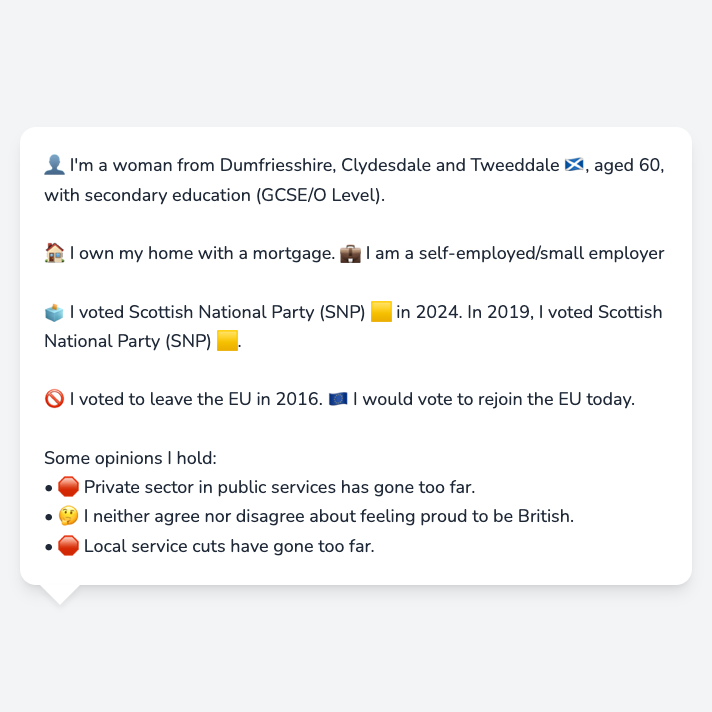 👤 I'm a woman from Dumfriesshire, Clydesdale and Tweeddale 🏴󠁧󠁢󠁳󠁣󠁴󠁿, aged 60,
with secondary education (GCSE/O Level).
🏠 I own my home with a mortgage. 💼 I am a self-employed/small employer
🗳️ I voted Scottish National Party (SNP) 🟨 in 2024. In 2019, I voted Scottish
National Party (SNP) 🟨.
🚫 I voted to leave the EU in 2016. 🇪🇺 I would vote to rejoin the EU today.
Some opinions I hold:
• 🛑 Private sector in public services has gone too far.
• 🤔 I neither agree nor disagree about feeling proud to be British.
• 🛑 Local service cuts have gone too far.